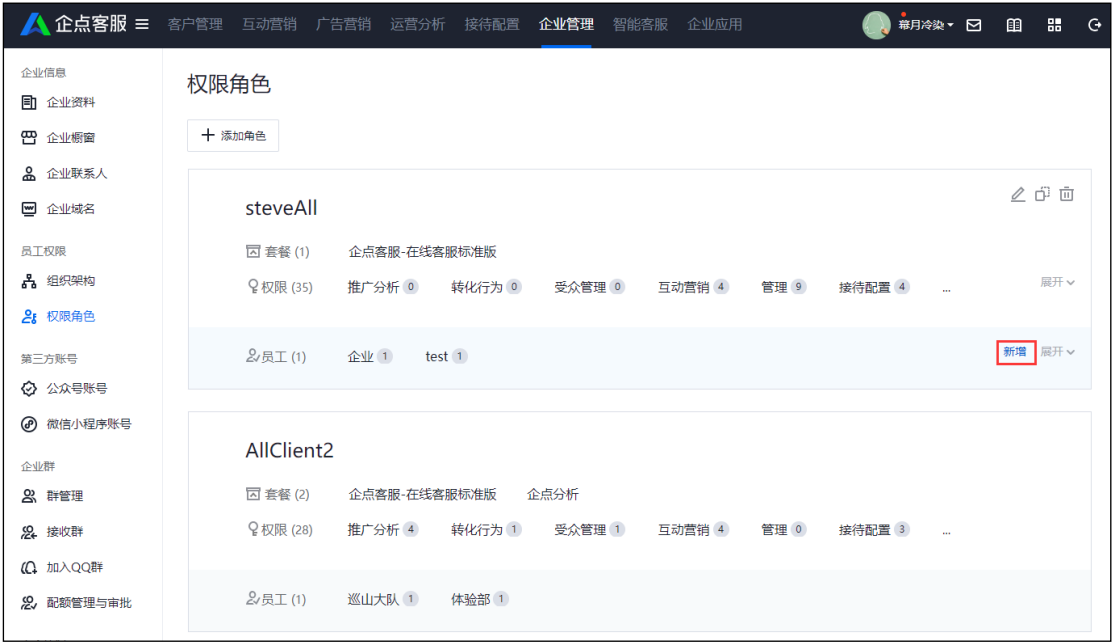 企点客服 客户管理 互动营销 广告营销 运营分析 接待配置 企业管理 智能客服 企业应用 幕月冷染
企业信息
企业资料
企业橱窗
企业联系人
企业域名
员工权限
组织架构
权限角色
第三方账号
公众号账号
微信小程序账号
企业群
群管理
接收群
加入QQ群
配额管理与审批
权限角色
添加角色
steveAll
套餐 (1) 企点客服-在线客服标准版
权限 (35) 推广分析 0 转化行为 0 受众管理 0 互动营销 4 管理 9 接待配置 4 ... 展开
员工 (1) 企业 1 test 1 新增 展开
AllClient2
套餐 (2) 企点客服-在线客服标准版 企点分析
权限 (28) 推广分析 4 转化行为 1 受众管理 1 互动营销 4 管理 0 接待配置 3 ...
员工 (1) 巡山大队 1 体验部 1